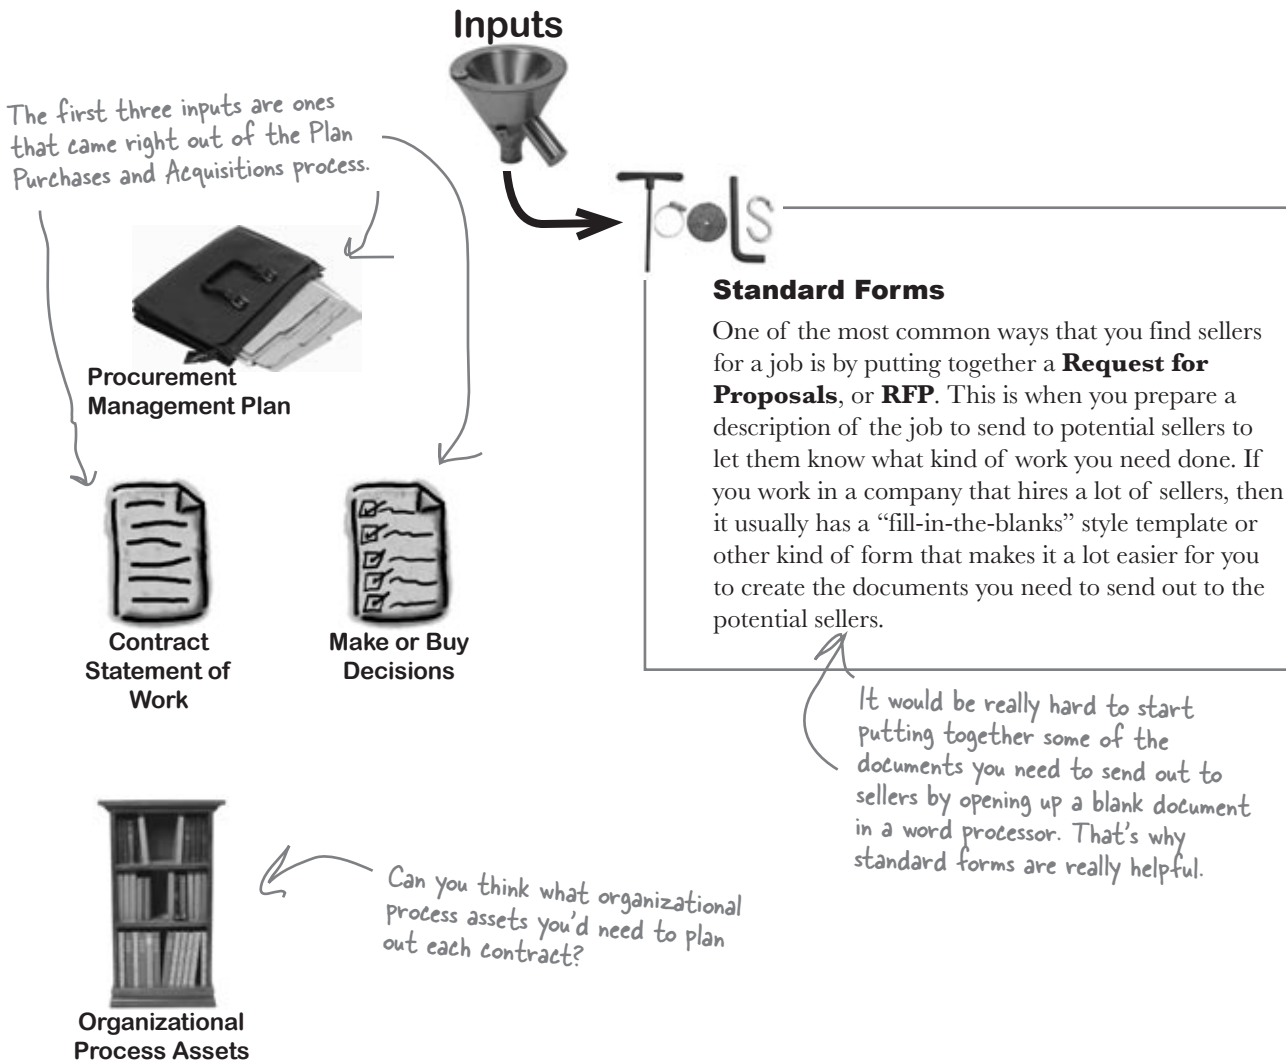 Inputs
The first three inputs are ones
that came right out of the Plan
Purchases and Acquisitions process.
Tools
Procurement
Management Plan
Contract
Statement of
Work
Make or Buy
Decisions
Standard Forms
One of the most common ways that you find sellers
for a job is by putting together a Request for
Proposals, or RFP. This is when you prepare a
description of the job to send to potential sellers to
let them know what kind of work you need done. If
you work in a company that hires a lot of sellers, then
it usually has a “fill-in-the-blanks” style template or
other kind of form that makes it a lot easier for you
to create the documents you need to send out to the
potential sellers.
It would be really hard to start
putting together some of the
documents you need to send out to
sellers by opening up a blank document
in a word processor. That's why
standard forms are really helpful.
Can you think what organizational
process assets you'd need to plan
out each contract?
Organizational
Process Assets